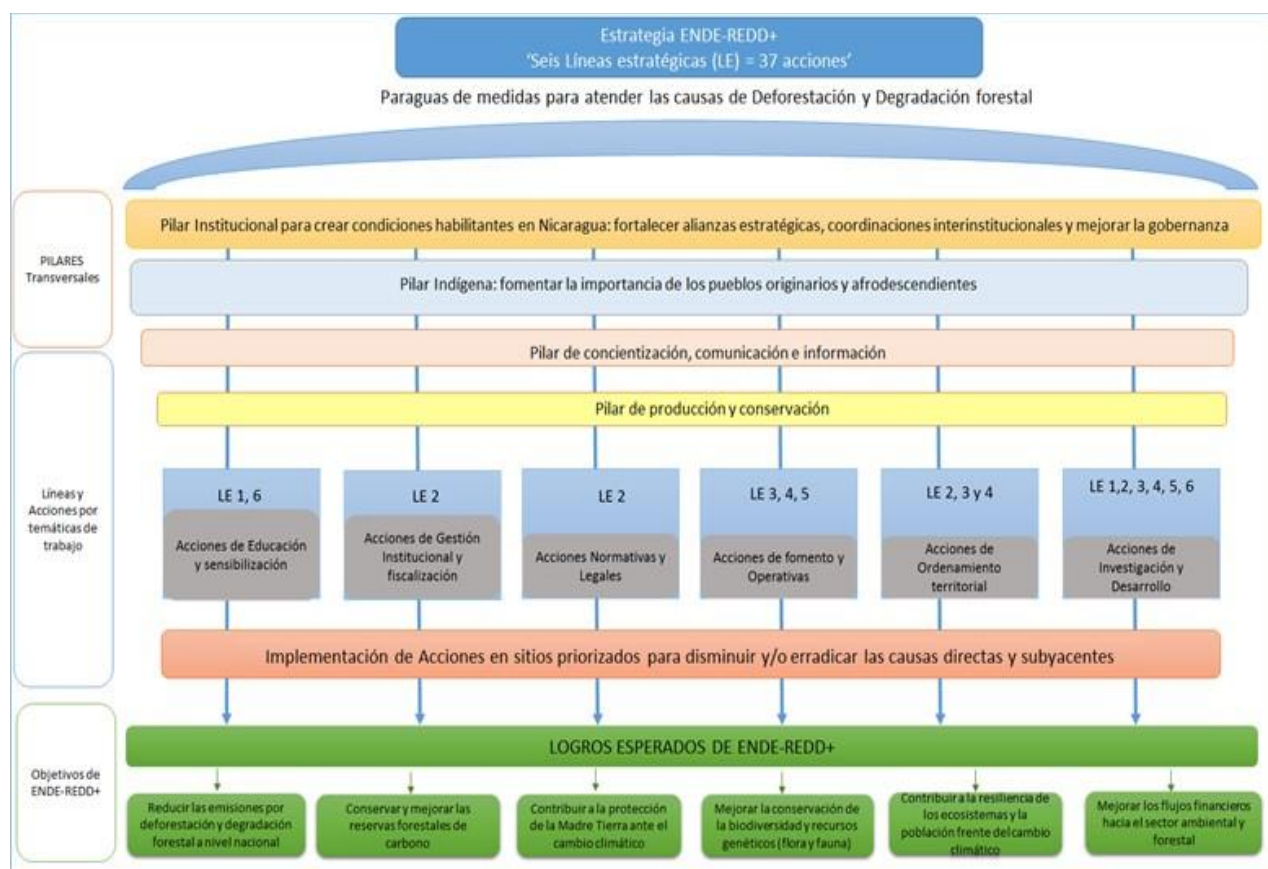 Estrategia ENDE-REDD+
'Seis Líneas estratégicas (LE) = 37 acciones'
Paraguas de medidas para atender las causas de Deforestación y Degradación forestal
PILARES
Transversales
Pilar Institucional para crear condiciones habilitantes en Nicaragua: fortalecer alianzas estratégicas, coordinaciones interinstitucionales y mejorar la gobernanza
Pilar Indígena: fomentar la importancia de los pueblos originarios y afrodescendientes
Pilar de concientización, comunicación e información
Pilar de producción y conservación
Líneas y
Acciones por
temáticas de
trabajo
LE 1, 6
Acciones de Educación
y sensibilización
LE 2
Acciones de Gestión
Institucional y
fiscalización
LE 2
Acciones Normativas y
Legales
LE 3, 4, 5
Acciones de fomento y
Operativas
LE 2, 3 y 4
Acciones de
Ordenamiento
territorial
LE 1,2, 3, 4, 5, 6
Acciones de
Investigación y
Desarrollo
Implementación de Acciones en sitios priorizados para disminuir y/o erradicar las causas directas y subyacentes
Objetivos de
ENDE-REDD+
LOGROS ESPERADOS DE ENDE-REDD+
Reducir las emisiones por
deforestación y degradación
forestal a nivel nacional
Conservar y mejorar las
reservas forestales de
carbono
Contribuir a la protección
de la Madre Tierra ante el
cambio climático
Mejorar la conservación de
la biodiversidad y recursos
genéticos (flora y fauna)
Contribuir a la resiliencia de
los ecosistemas y la
población frente del cambio
climático
Mejorar los flujos financieros
hacia el sector ambiental y
forestal